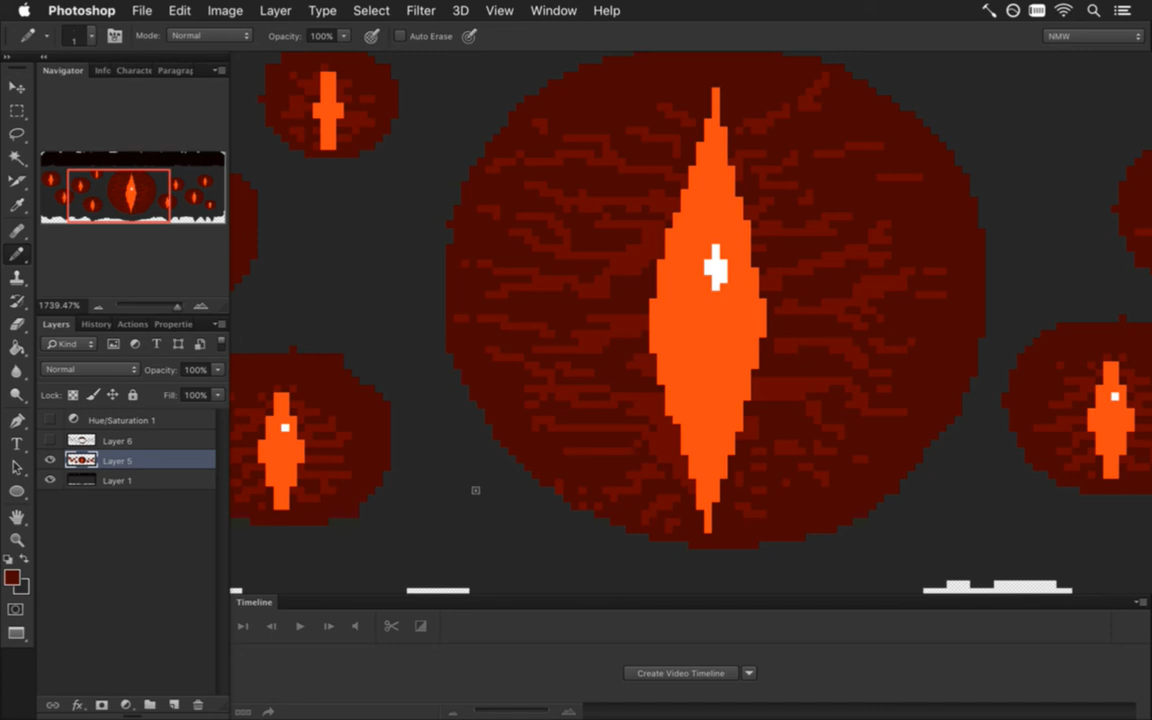 Photoshop File Edit Image Layer Type Select Filter 3D View Window Help
1 Mode: Normal Opacity: 100% Auto Erase NMW
Navigator Info Characte Paragrap
1739.47%
Layers History Actions Propertie
Kind
Normal Opacity: 100%
Lock: Fill: 100%
Hue/Saturation 1
Layer 6
Layer 5
Layer 1
Timeline
Create Video Timeline